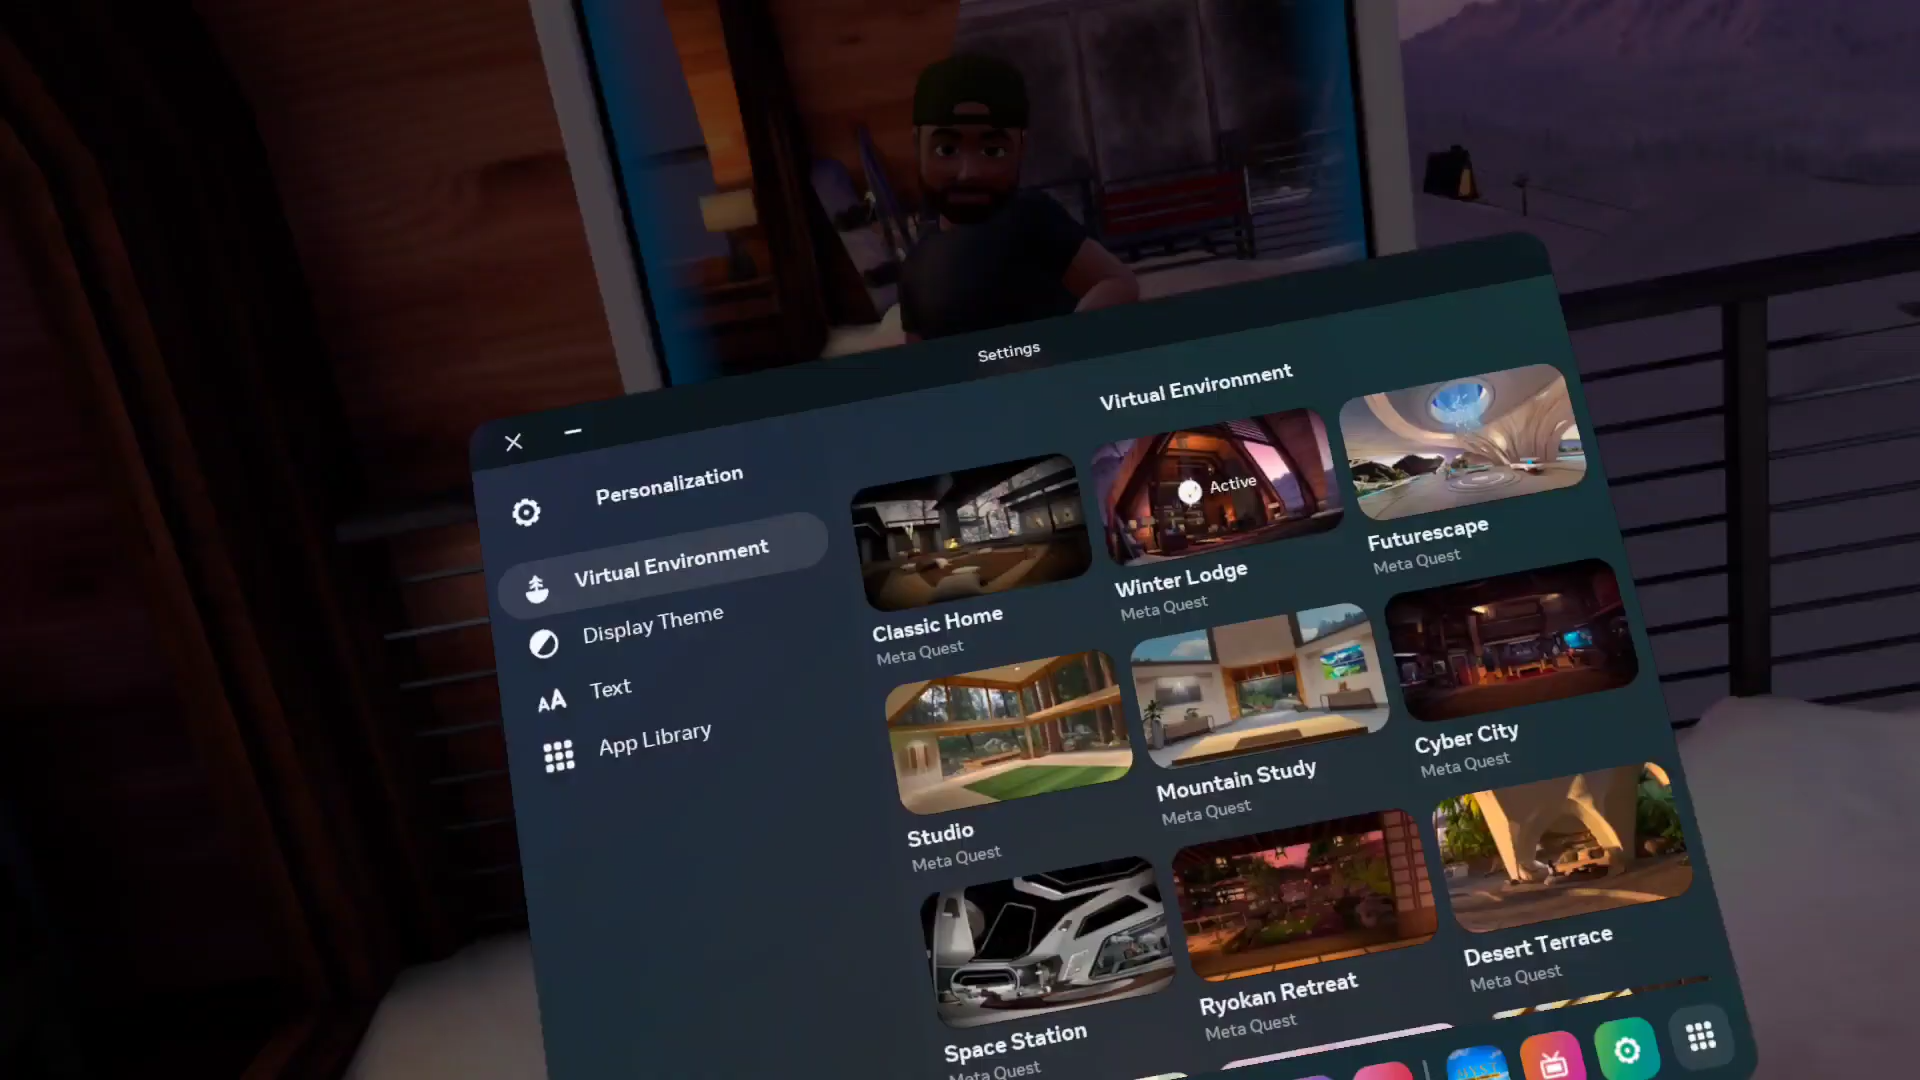 Settings
Personalization
Virtual Environment
Display Theme
Text
App Library
Virtual Environment
Classic Home
Meta Quest
Active
Winter Lodge
Meta Quest
Futurescape
Meta Quest
Studio
Meta Quest
Mountain Study
Meta Quest
Cyber City
Meta Quest
Space Station
Meta Quest
Ryokan Retreat
Meta Quest
Desert Terrace
Meta Quest